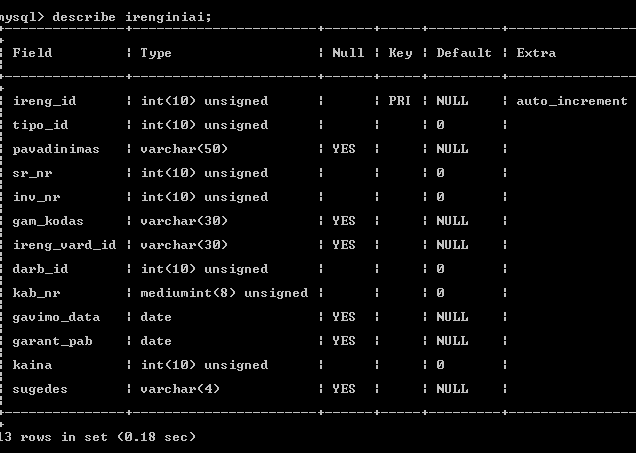 mysql> describe irenginiai;
+---------------+-----------------------+------+-----+---------+----------------+
| Field | Type | Null | Key | Default | Extra
+---------------+-----------------------+------+-----+---------+----------------+
| ireng_id | int(10) unsigned | | PRI | NULL | auto_increment
| tipo_id | int(10) unsigned | | | 0 |
| pavadinimas | varchar(50) | YES | | NULL |
| sr_nr | int(10) unsigned | | | 0 |
| inv_nr | int(10) unsigned | | | 0 |
| gam_kodas | varchar(30) | YES | | NULL |
| ireng_vard_id | varchar(30) | YES | | NULL |
| darb_id | int(10) unsigned | | | 0 |
| kab_nr | mediumint(8) unsigned | | | 0 |
| gavimo_data | date | YES | | NULL |
| garant_pab | date | YES | | NULL |
| kaina | int(10) unsigned | | | 0 |
| sugedes | varchar(4) | YES | | NULL |
+---------------+-----------------------+------+-----+---------+----------------+
13 rows in set (0.18 sec)